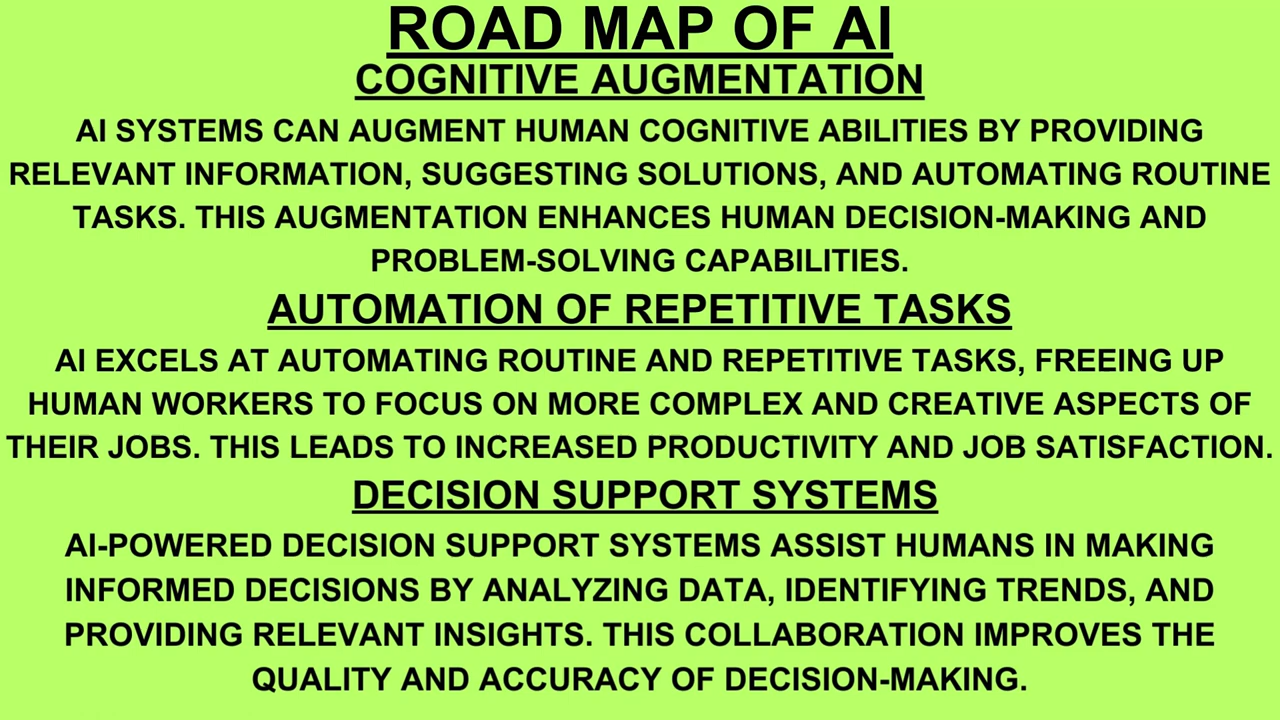 ROAD MAP OF AI
COGNITIVE AUGMENTATION
AI SYSTEMS CAN AUGMENT HUMAN COGNITIVE ABILITIES BY PROVIDING
RELEVANT INFORMATION, SUGGESTING SOLUTIONS, AND AUTOMATING ROUTINE
TASKS. THIS AUGMENTATION ENHANCES HUMAN DECISION-MAKING AND
PROBLEM-SOLVING CAPABILITIES.
AUTOMATION OF REPETITIVE TASKS
AI EXCELS AT AUTOMATING ROUTINE AND REPETITIVE TASKS, FREEING UP
HUMAN WORKERS TO FOCUS ON MORE COMPLEX AND CREATIVE ASPECTS OF
THEIR JOBS. THIS LEADS TO INCREASED PRODUCTIVITY AND JOB SATISFACTION.
DECISION SUPPORT SYSTEMS
AI-POWERED DECISION SUPPORT SYSTEMS ASSIST HUMANS IN MAKING
INFORMED DECISIONS BY ANALYZING DATA, IDENTIFYING TRENDS, AND
PROVIDING RELEVANT INSIGHTS. THIS COLLABORATION IMPROVES THE
QUALITY AND ACCURACY OF DECISION-MAKING.